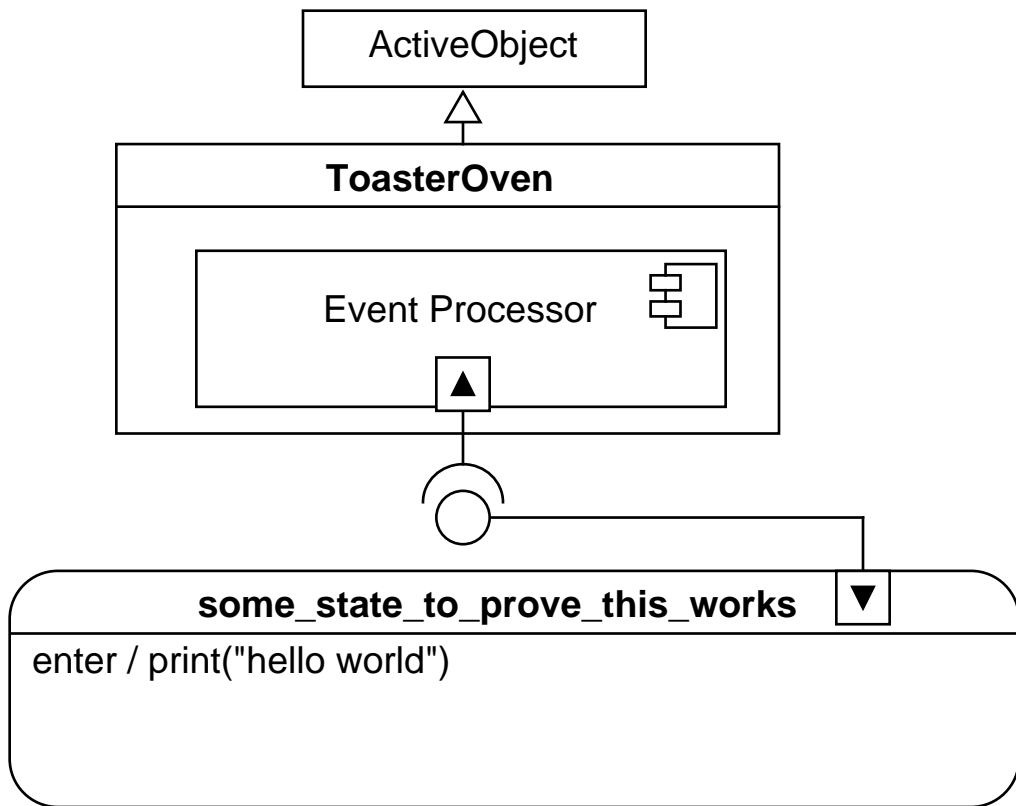 ActiveObject
ToasterOven
Event Processor
some_state_to_prove_this_works
enter / print("hello world")